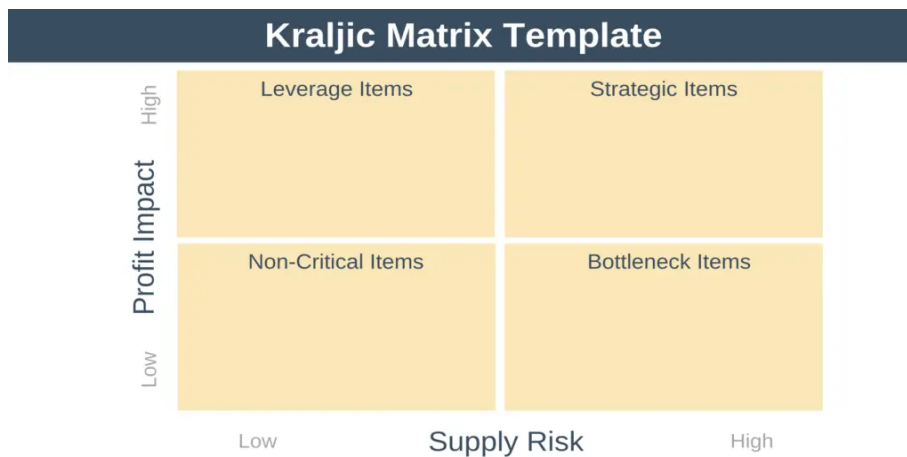 Kraljic Matrix Template
High
Leverage Items
Strategic Items
Profit Impact
Non-Critical Items
Bottleneck Items
Low
Low
Supply Risk
High